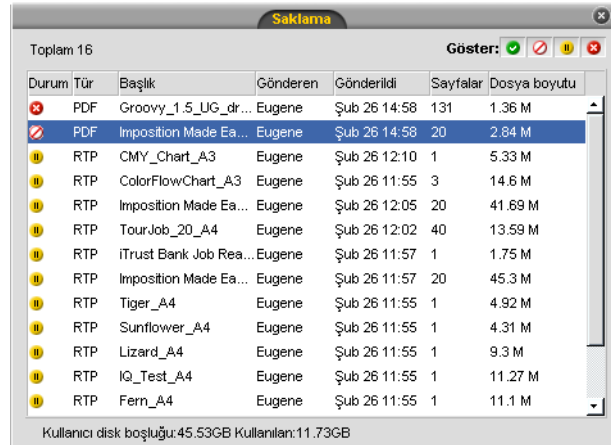 Saklama
Toplam 16 Göster:
Durum Tür Başlık Gönderen Gönderildi Sayfalar Dosya boyutu
PDF Groovy_1.5_UG_dr... Eugene Şub 26 14:58 131 1.36 M
PDF Imposition Made Ea... Eugene Şub 26 14:58 20 2.84 M
RTP CMY_Chart_A3 Eugene Şub 26 12:10 1 5.33 M
RTP ColorFlowChart_A3 Eugene Şub 26 11:55 3 14.6 M
RTP Imposition Made Ea... Eugene Şub 26 12:05 20 41.69 M
RTP TourJob_20_A4 Eugene Şub 26 12:02 40 13.59 M
RTP iTrust Bank Job Rea... Eugene Şub 26 11:57 1 1.75 M
RTP Imposition Made Ea... Eugene Şub 26 11:57 20 45.3 M
RTP Tiger_A4 Eugene Şub 26 11:55 1 4.92 M
RTP Sunflower_A4 Eugene Şub 26 11:55 1 4.31 M
RTP Lizard_A4 Eugene Şub 26 11:55 1 9.3 M
RTP IQ_Test_A4 Eugene Şub 26 11:55 1 11.27 M
RTP Fern_A4 Eugene Şub 26 11:55 1 11.1 M
Kullanici disk boşluğu:45.53GB Kullanılan:11.73GB